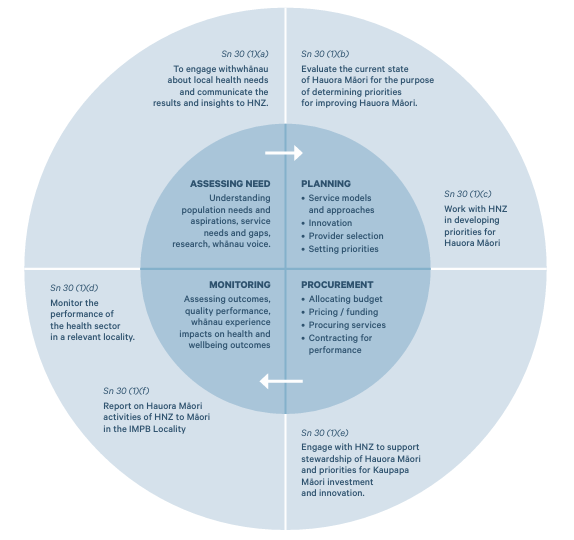 Sn 30 (1)(a)
To engage withwhānau
about local health needs
and communicate the
results and insights to HNZ.
Sn 30 (1)(b)
Evaluate the current state
of Hauora Māori for the purpose
of determining priorities
for improving Hauora Māori.
Sn 30 (1)(c)
Work with HNZ
in developing
priorities for
Hauora Māori
ASSESSING NEED
Understanding
population needs and
aspirations, service
needs and gaps,
research, whānau voice.
PLANNING
• Service models
and approaches
• Innovation
• Provider selection
• Setting priorities
MONITORING
Assessing outcomes,
quality performance,
whānau experience
impacts on health and
wellbeing outcomes
PROCUREMENT
• Allocating budget
• Pricing / funding
• Procuring services
• Contracting for
performance
Sn 30 (1)(d)
Monitor the
performance of
the health sector
in a relevant locality.
Sn 30 (1)(f)
Report on Hauora Māori
activities of HNZ to Māori
in the IMPB Locality
Sn 30 (1)(e)
Engage with HNZ to support
stewardship of Hauora Māori
and priorities for Kaupapa
Māori investment
and innovation.